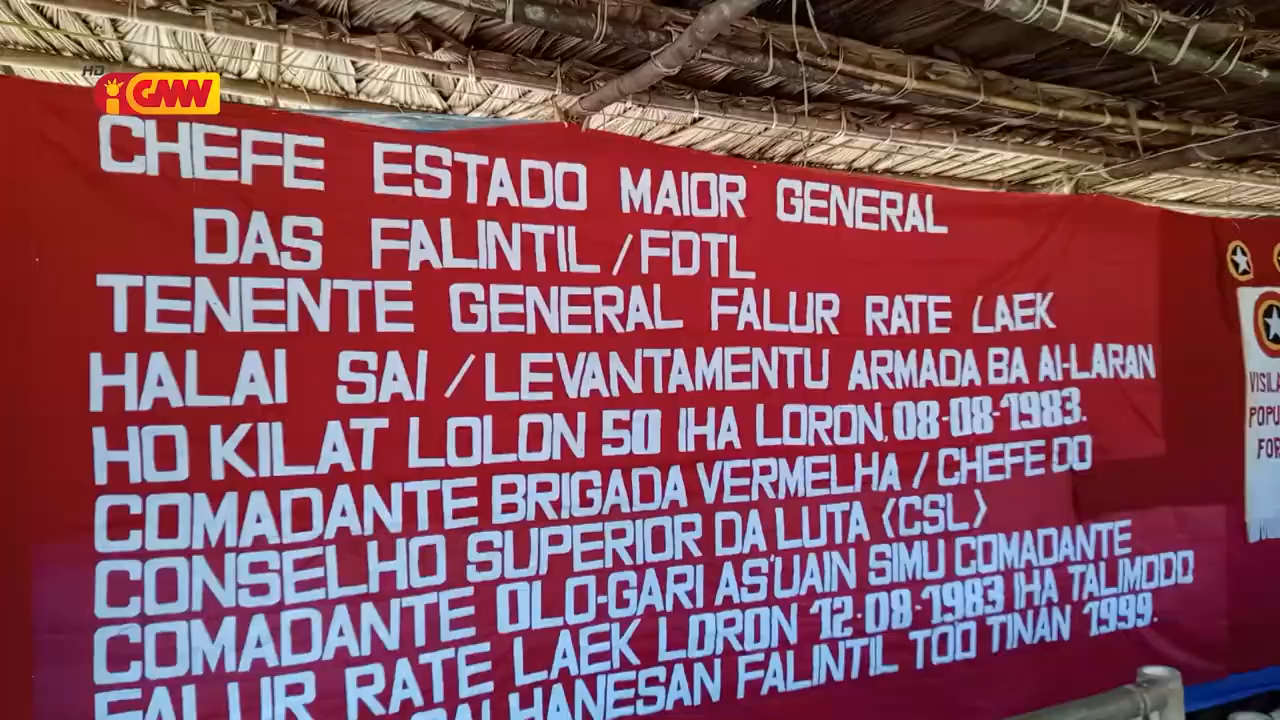 HD
GMN
CHEFE ESTADO MAIOR GENERAL
DAS FALINTIL/FDTL
TENENTE GENERAL FALUR RATE LAEK
HALAI SAI/LEVANTAMENTU ARMADA BA AI-LARAN
HO KILAT LOLON 50 IHA LORON, 08-08-1983.
COMADANTE BRIGADA VERMELHA / CHEFE DO
CONSELHO SUPERIOR DA LUTA <CSL>
COMADANTE OLO-GARI AS'UAIN SIMU COMADANTE
FALUR RATE LAEK LORON 12-08-1983 IHA TALIMODO
HANESAN FALINTIL TOO TINAN 1999.